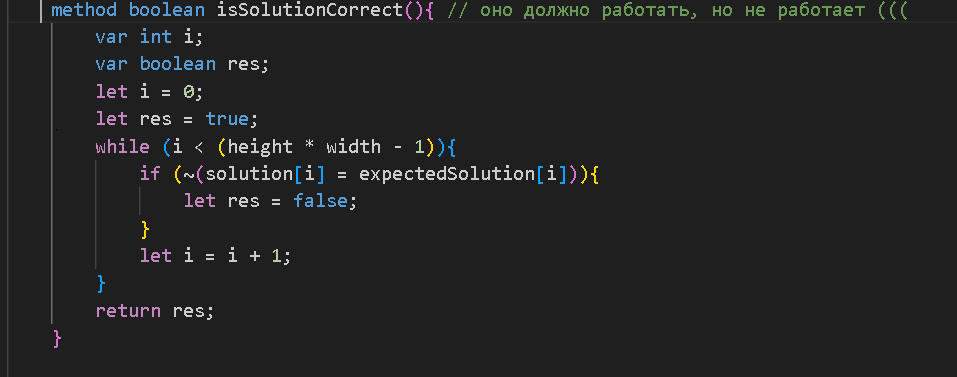 method boolean isSolutionCorrect(){ // оно должно работать, но не работает (((
var int i;
var boolean res;
let i = 0;
let res = true;
while (i < (height * width - 1)){
if (~(solution[i] = expectedSolution[i])){
let res = false;
}
let i = i + 1;
}
return res;
}